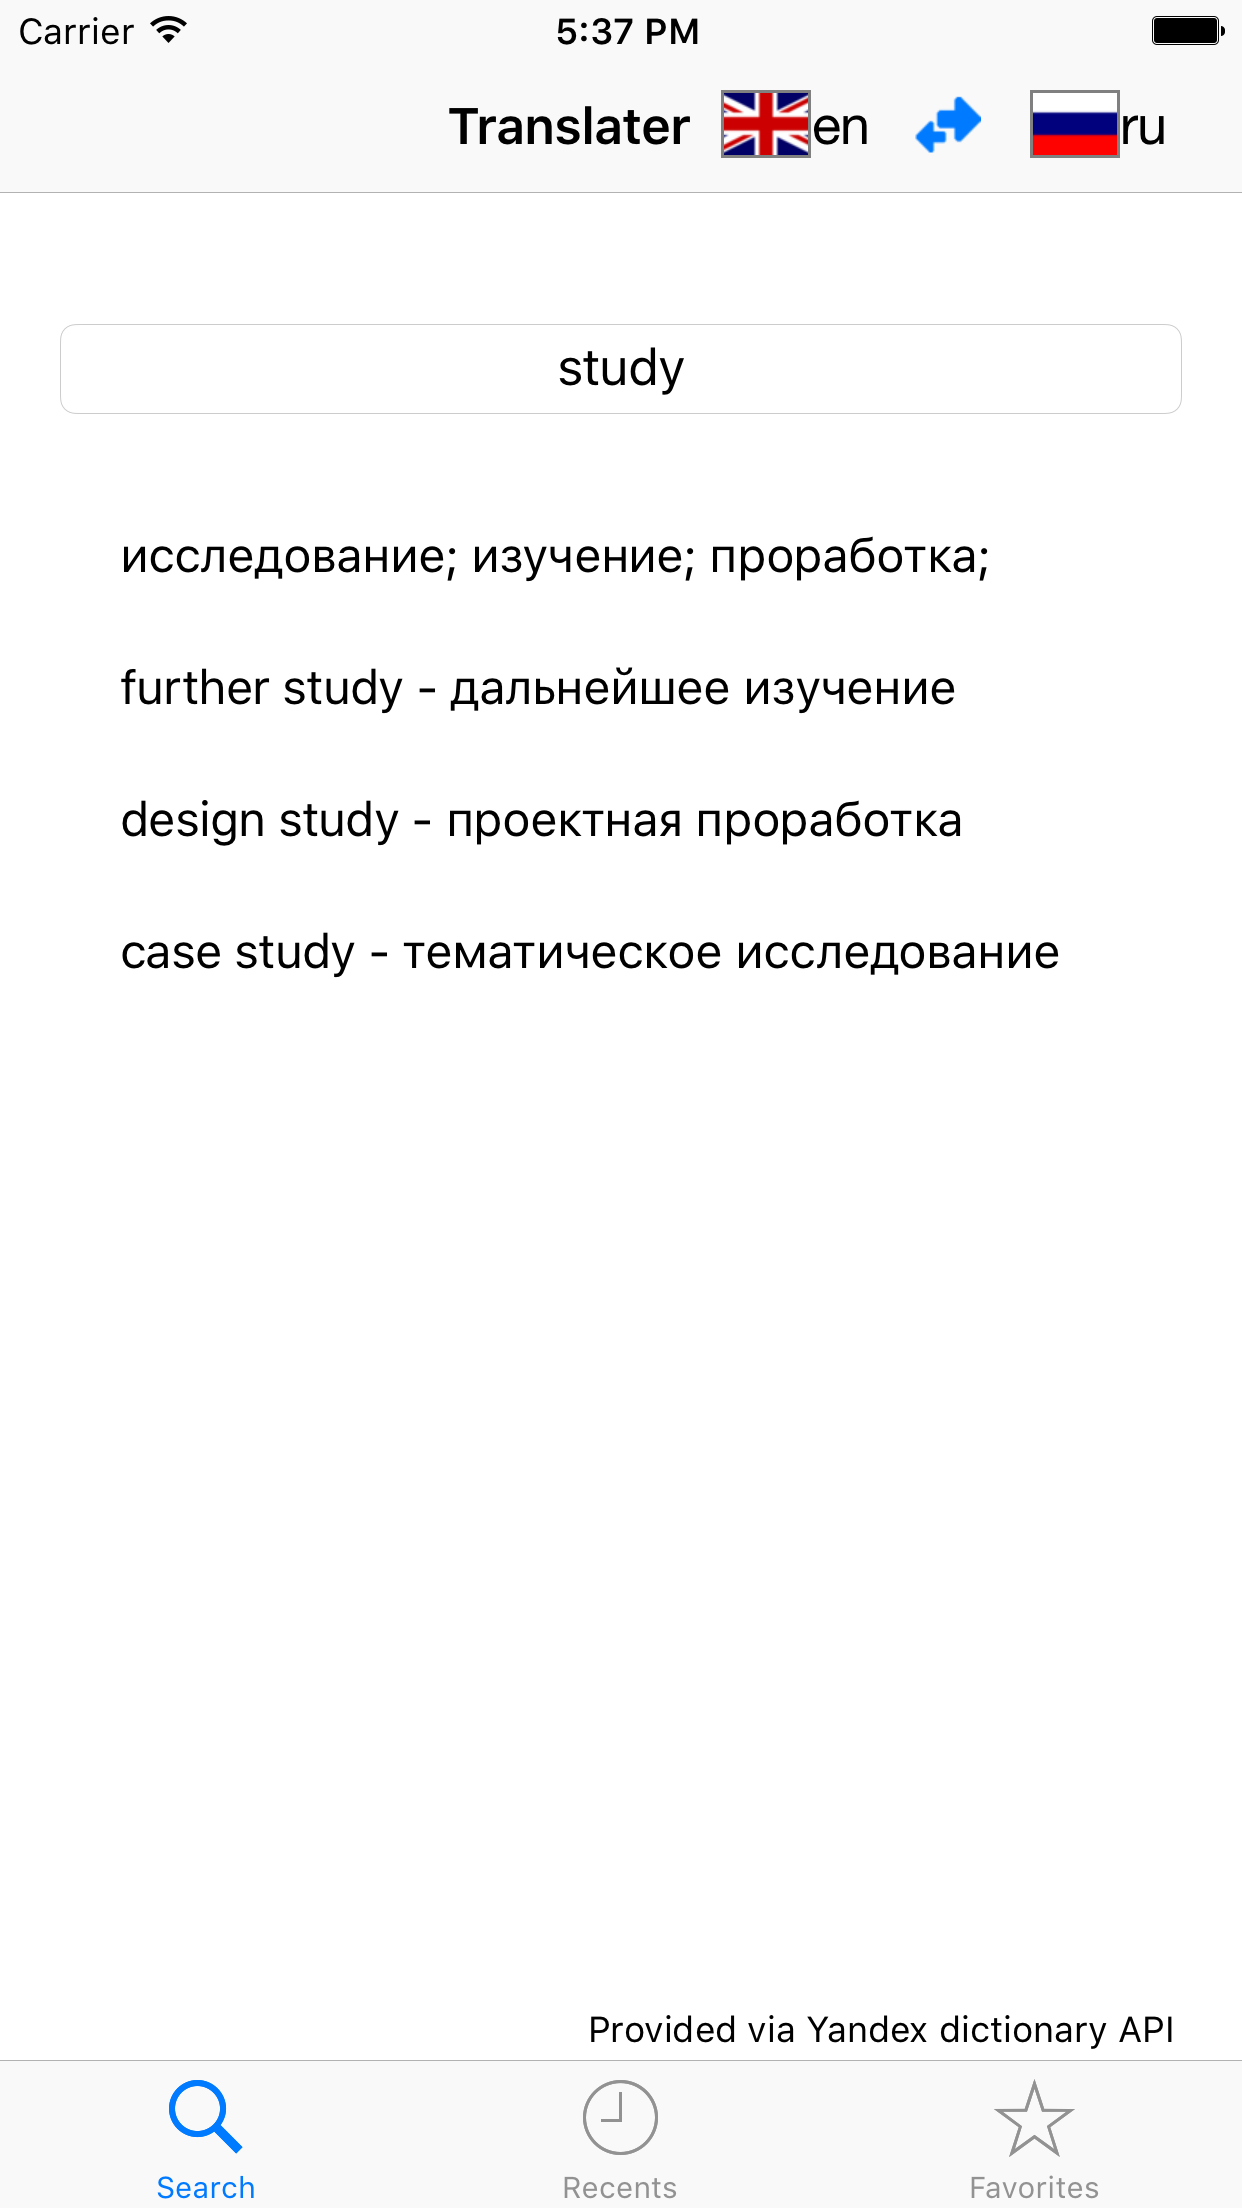 Carrier 5:37 PM
Translater en ru
study
исследование; изучение; проработка;
further study - дальнейшее изучение
design study - проектная проработка
case study - тематическое исследование
Provided via Yandex dictionary API
Search Recents Favorites